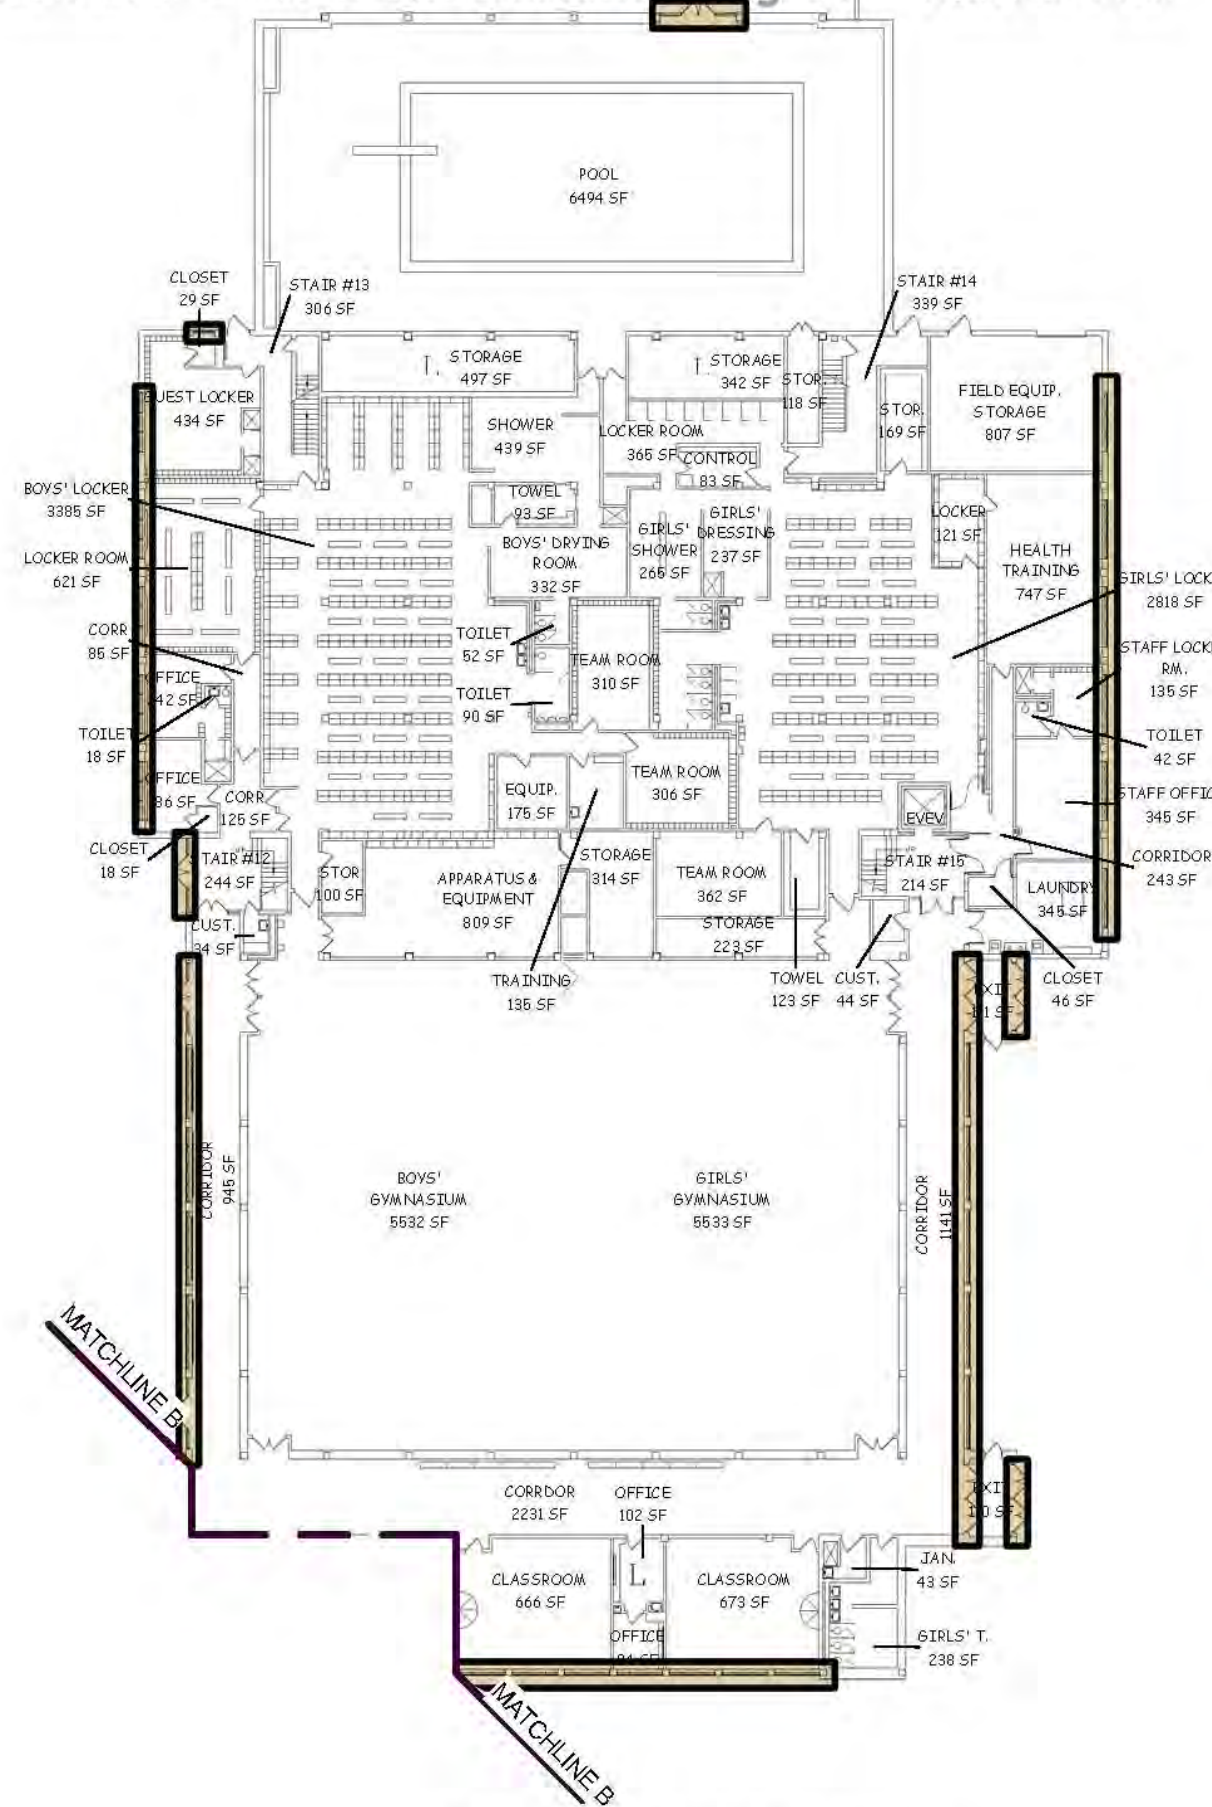 POOL
6494 SF
CLOSET
29 SF
STAIR #13
306 SF
STAIR #14
339 SF
STORAGE
497 SF
STORAGE
342 SF
STOR.
118 SF
GUEST LOCKER
434 SF
SHOWER
439 SF
LOCKER ROOM
365 SF
CONTROL
83 SF
STOR.
169 SF
FIELD EQUIP.
STORAGE
807 SF
BOYS' LOCKER
3385 SF
TOWEL
93 SF
GIRLS'
DRESSING
237 SF
GIRLS'
SHOWER
265 SF
LOCKER
121 SF
BOYS' DRYING
ROOM
332 SF
HEALTH
TRAINING
747 SF
LOCKER ROOM
621 SF
GIRLS' LOCK
2818 SF
CORR
85 SF
TOILET
52 SF
TEAM ROOM
310 SF
STAFF LOCK
RM.
135 SF
OFFICE
42 SF
TOILET
90 SF
TOILET
18 SF
TOILET
42 SF
OFFICE
86 SF
CORR
125 SF
EQUIP.
175 SF
TEAM ROOM
306 SF
STAFF OFFIC
345 SF
EVEV
CLOSET
18 SF
TAIR #12
244 SF
STOR
100 SF
APPARATUS &
EQUIPMENT
809 SF
STORAGE
314 SF
TEAM ROOM
362 SF
STAIR #15
214 SF
CORRIDOR
243 SF
LAUNDRY
345 SF
CUST.
34 SF
STORAGE
223 SF
TRAINING
135 SF
TOWEL
123 SF
CUST.
44 SF
EXIT
CLOSET
46 SF
CORRIDOR
945 SF
BOYS'
GYMNASIUM
5532 SF
GIRLS'
GYMNASIUM
5533 SF
CORRIDOR
1141 SF
MATCHLINE B
CORRDOR
2231 SF
OFFICE
102 SF
EXIT
CLASSROOM
666 SF
L
CLASSROOM
673 SF
JAN.
43 SF
OFFICE
GIRLS' T.
238 SF
MATCHLINE B